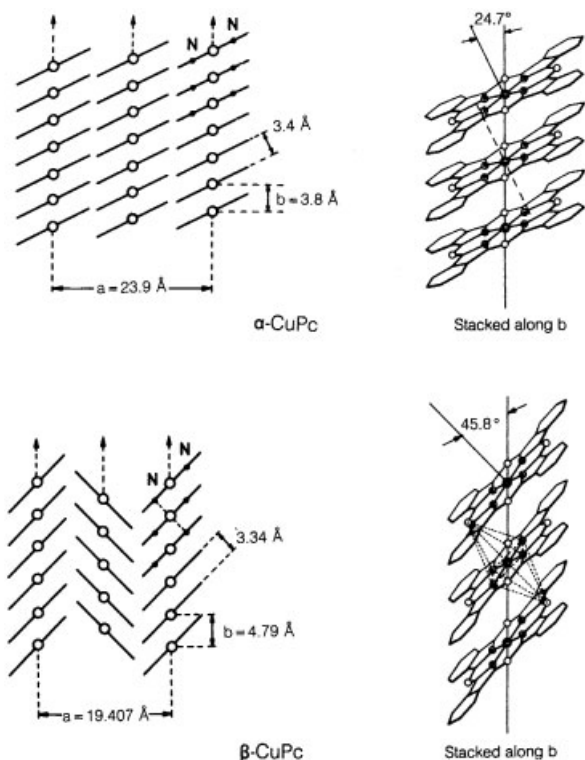 N N
24.7°
3.4 Å
b = 3.8 Å
a = 23.9 Å
α-CuPc
Stacked along b
45.8°
N N
3.34 Å
b = 4.79 Å
a = 19.407 Å
β-CuPc
Stacked along b